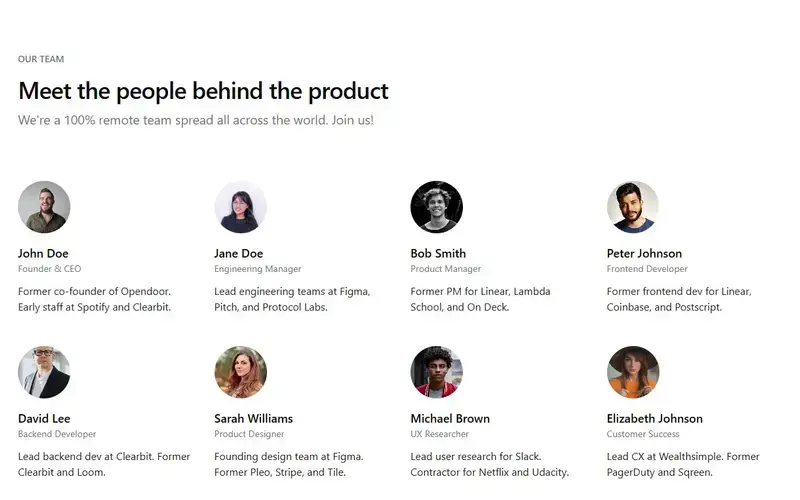 OUR TEAM
Meet the people behind the product
We're a 100% remote team spread all across the world. Join us!
John Doe
Founder & CEO
Former co-founder of Opendoor.
Early staff at Spotify and Clearbit.
Jane Doe
Engineering Manager
Lead engineering teams at Figma,
Pitch, and Protocol Labs.
Bob Smith
Product Manager
Former PM for Linear, Lambda
School, and On Deck.
Peter Johnson
Frontend Developer
Former frontend dev for Linear,
Coinbase, and Postscript.
David Lee
Backend Developer
Lead backend dev at Clearbit. Former
Clearbit and Loom.
Sarah Williams
Product Designer
Founding design team at Figma.
Former Pleo, Stripe, and Tile.
Michael Brown
UX Researcher
Lead user research for Slack.
Contractor for Netflix and Udacity.
Elizabeth Johnson
Customer Success
Lead CX at Wealthsimple. Former
PagerDuty and Sqreen.